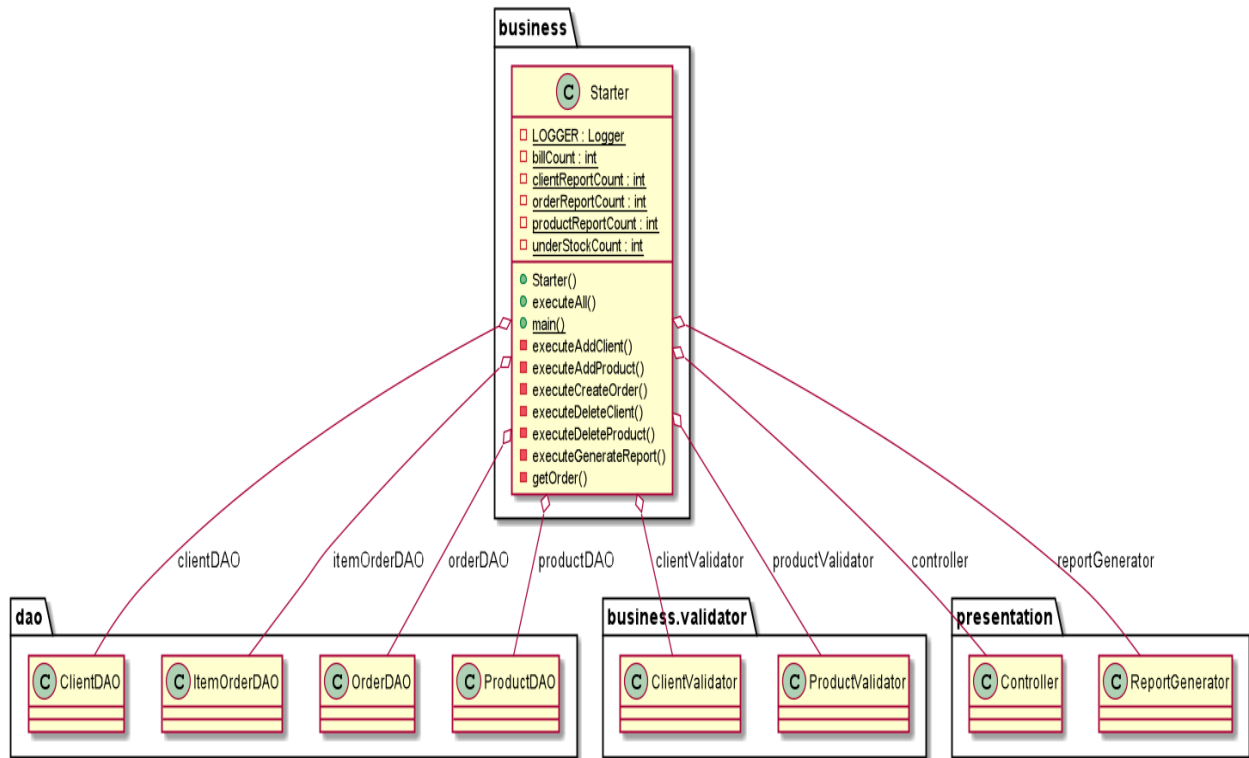 business
C Starter
LOGGER : Logger
billCount : int
clientReportCount : int
orderReportCount : int
productReportCount : int
underStockCount : int
Starter()
executeAll()
main()
executeAddClient()
executeAddProduct()
executeCreateOrder()
executeDeleteClient()
executeDeleteProduct()
executeGenerateReport()
getOrder()
clientDAO
itemOrderDAO
orderDAO
productDAO
clientValidator
productValidator
controller
reportGenerator
dao
C ClientDAO
C ItemOrderDAO
C OrderDAO
C ProductDAO
business.validator
C ClientValidator
C ProductValidator
presentation
C Controller
C ReportGenerator